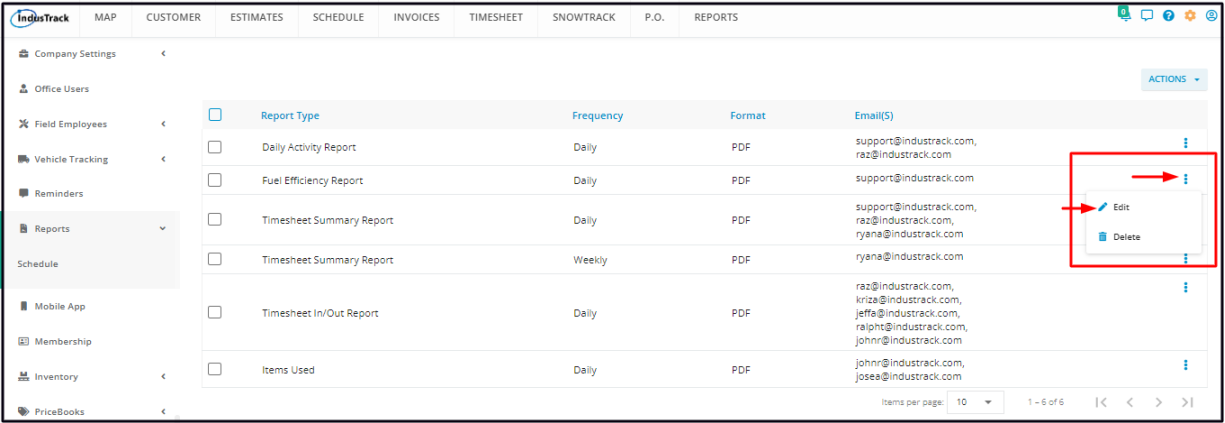 IndusTrack MAP CUSTOMER ESTIMATES SCHEDULE INVOICES TIMESHEET SNOWTRACK P.O. REPORTS 0
Company Settings
Office Users
Field Employees
Vehicle Tracking
Reminders
Reports
Schedule
Mobile App
Membership
Inventory
PriceBooks
ACTIONS
Report Type Frequency Format Email(S)
Daily Activity Report Daily PDF support@industrack.com,
raz@industrack.com
Fuel Efficiency Report Daily PDF support@industrack.com
Timesheet Summary Report Daily PDF support@industrack.com,
raz@industrack.com,
ryana@industrack.com
Timesheet Summary Report Weekly PDF ryana@industrack.com
Timesheet In/Out Report Daily PDF raz@industrack.com,
kriza@industrack.com,
jeffa@industrack.com,
ralpht@industrack.com,
johnr@industrack.com
Items Used Daily PDF johnr@industrack.com,
josea@industrack.com
Edit
Delete
Items per page: 10 1 – 6 of 6